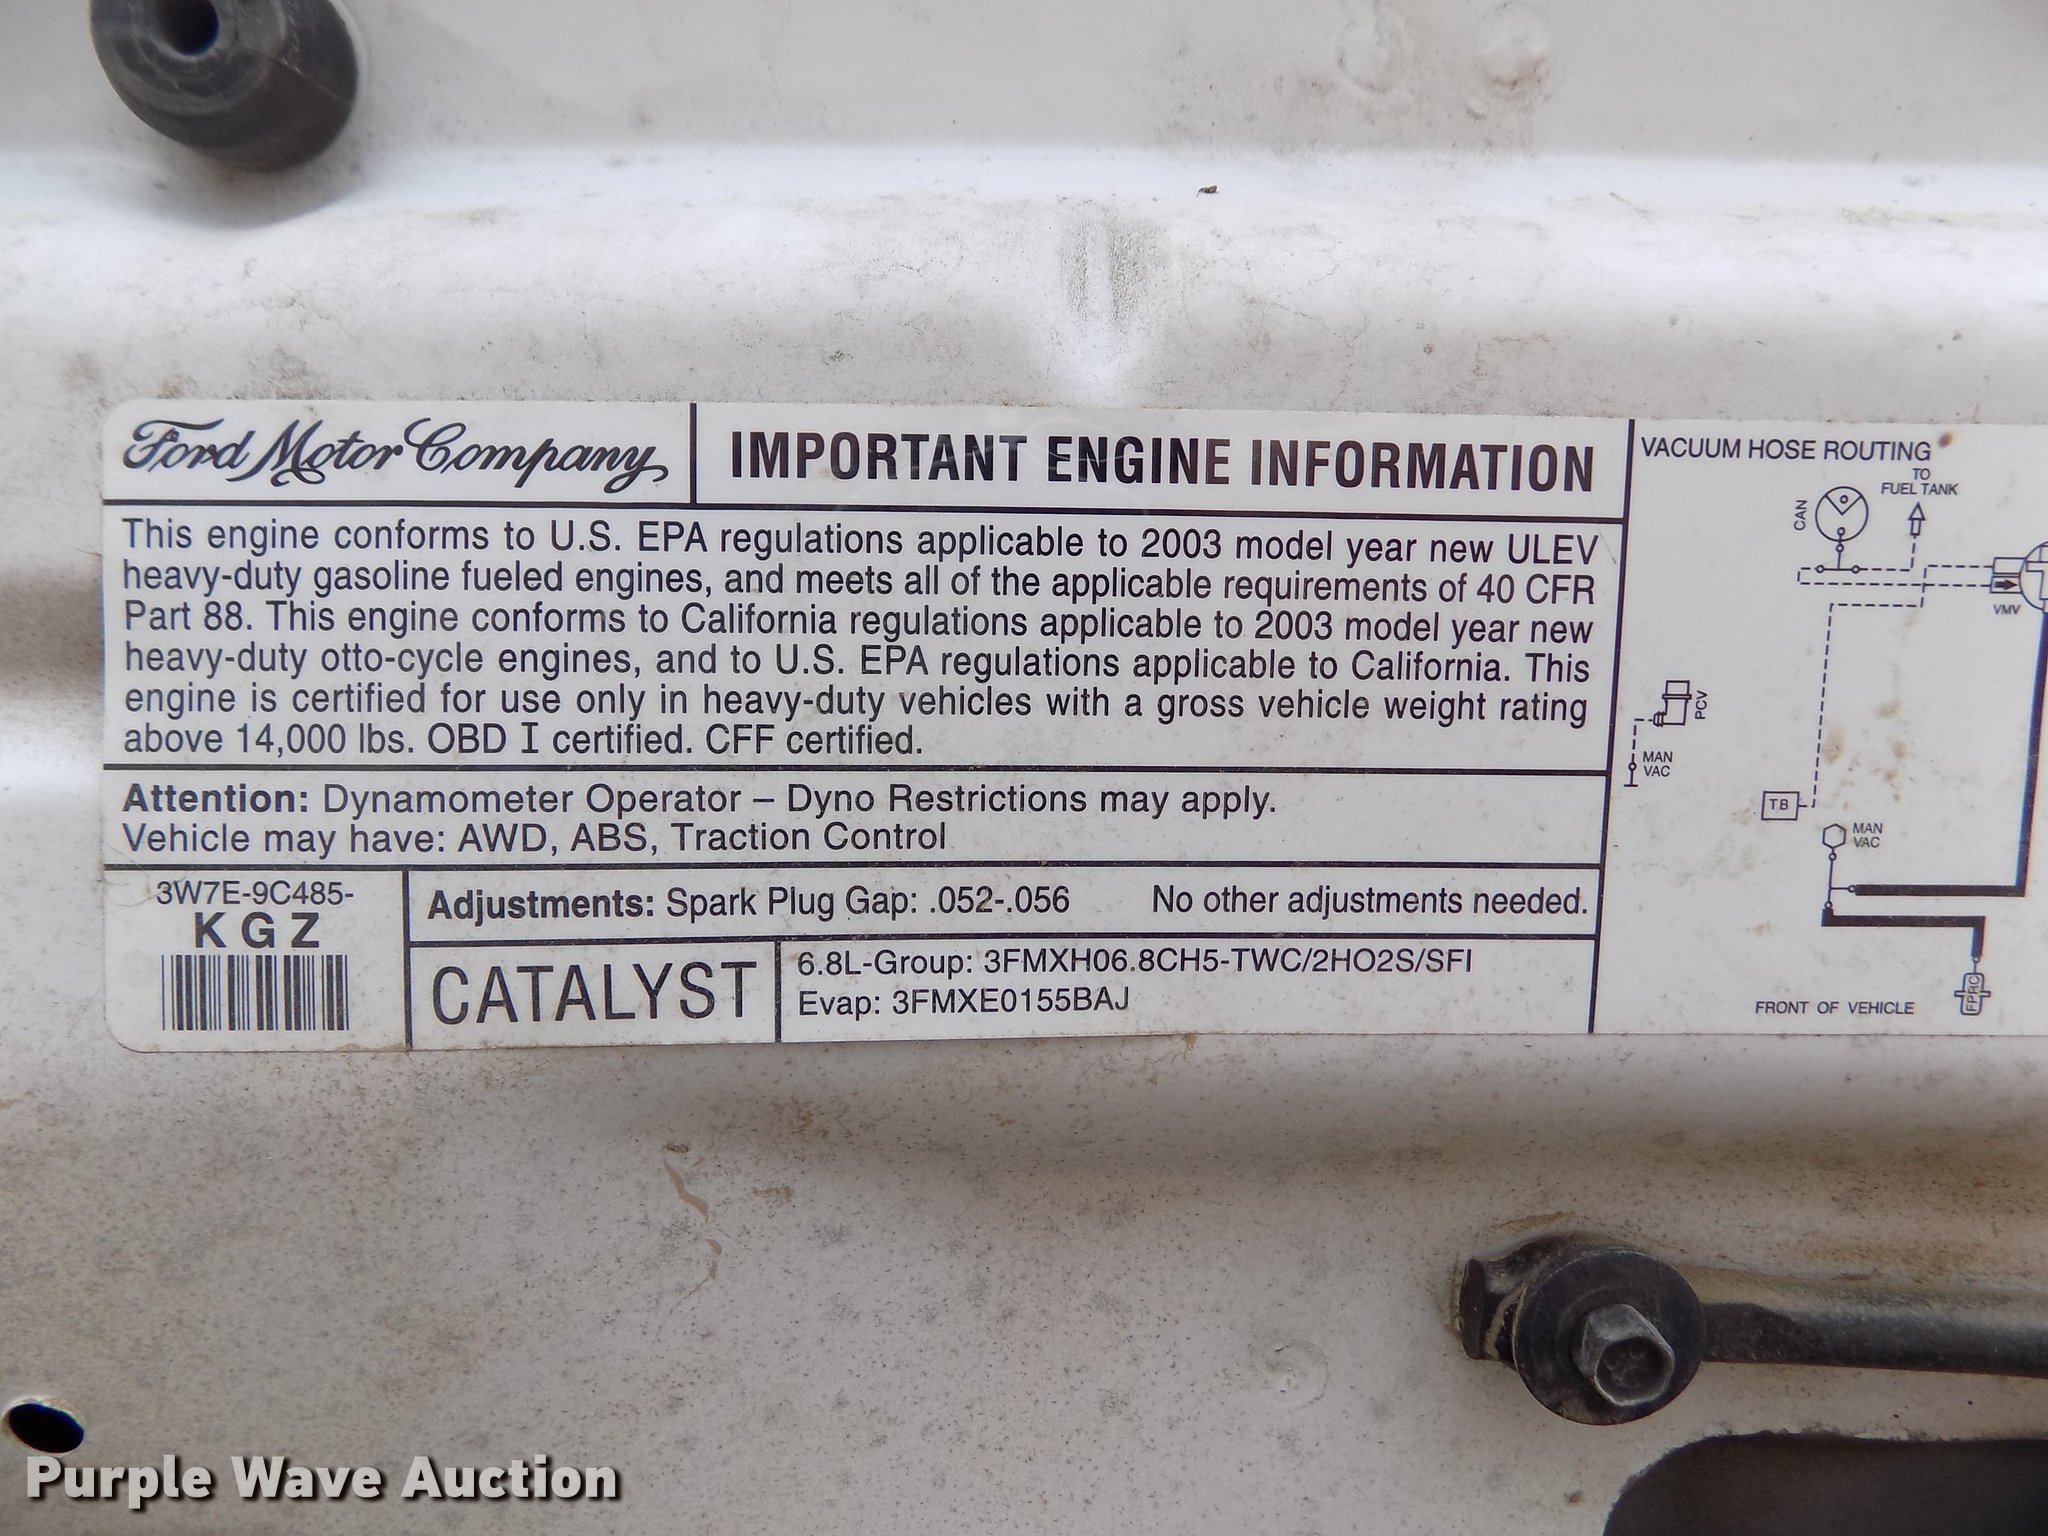 Ford Motor Company
IMPORTANT ENGINE INFORMATION
This engine conforms to U.S. EPA regulations applicable to 2003 model year new ULEV
heavy-duty gasoline fueled engines, and meets all of the applicable requirements of 40 CFR
Part 88. This engine conforms to California regulations applicable to 2003 model year new
heavy-duty otto-cycle engines, and to U.S. EPA regulations applicable to California. This
engine is certified for use only in heavy-duty vehicles with a gross vehicle weight rating
above 14,000 lbs. OBD I certified. CFF certified.
Attention: Dynamometer Operator – Dyno Restrictions may apply.
Vehicle may have: AWD, ABS, Traction Control
3W7E-9C485-
KGZ
Adjustments: Spark Plug Gap: .052-.056 No other adjustments needed.
CATALYST
6.8L-Group: 3FMXH06.8CH5-TWC/2HO2S/SFI
Evap: 3FMXE0155BAJ
VACUUM HOSE ROUTING
TO
FUEL TANK
CAN
VMV
PCV
MAN
VAC
TB
MAN
VAC
FPRC
FRONT OF VEHICLE
Purple Wave Auction